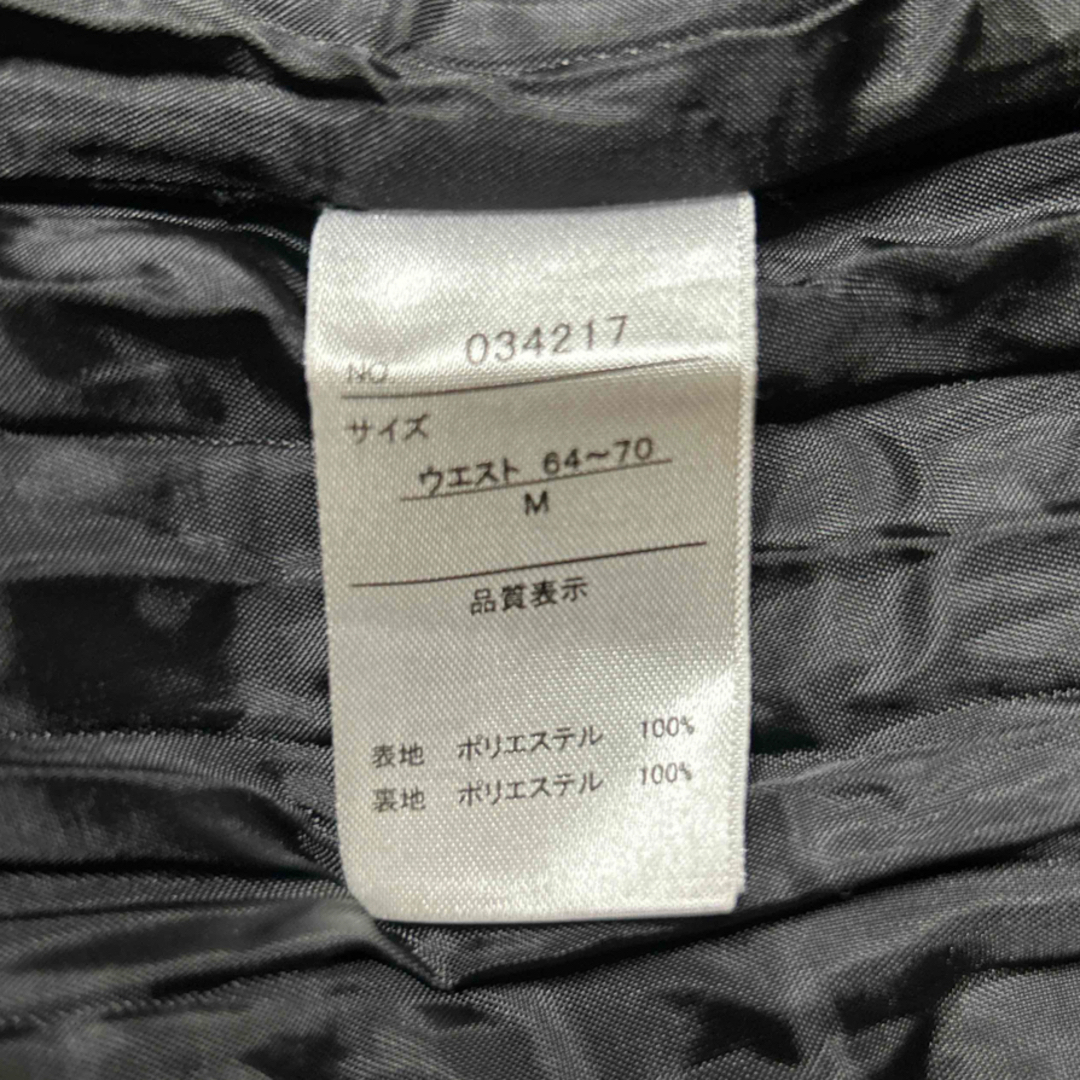 NO. 034217
サイズ
ウエスト 64～70
M
品質表示
表地 ポリエステル 100%
裏地 ポリエステル 100%